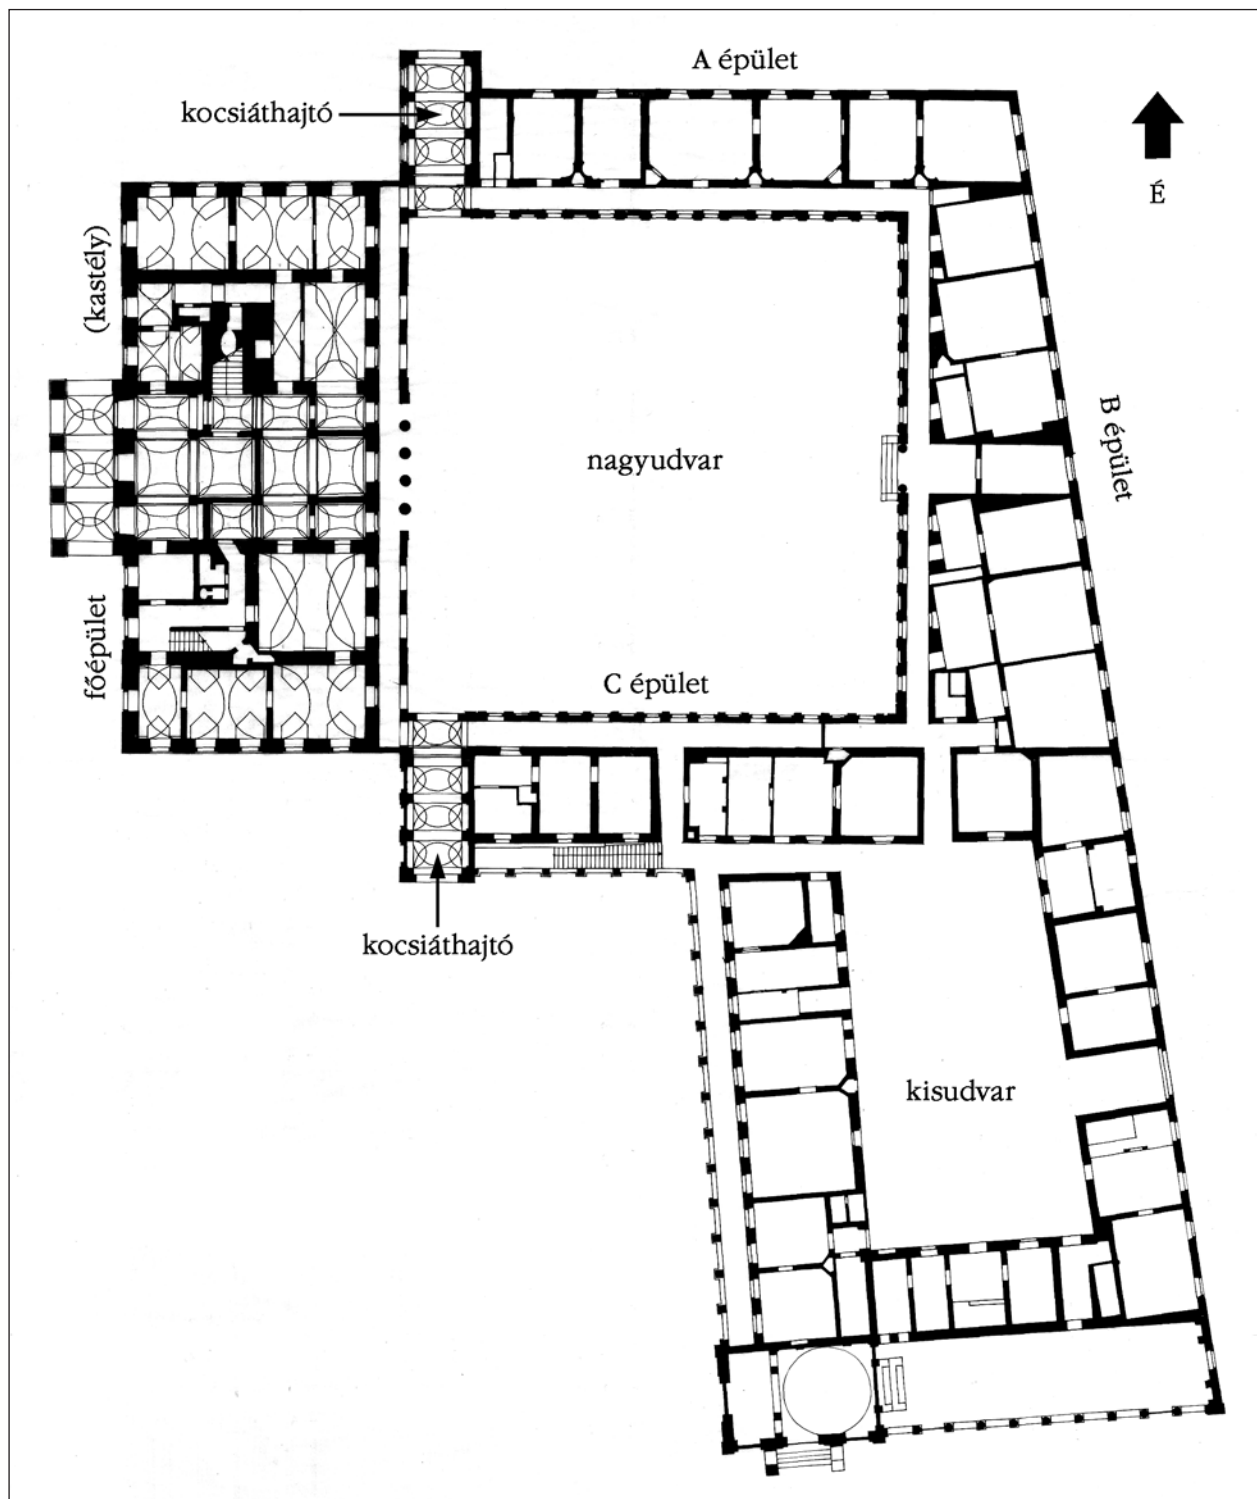 A épület
kocsiáthajtó
É
(kastély)
B épület
nagyudvar
főépület
C épület
kocsiáthajtó
kisudvar